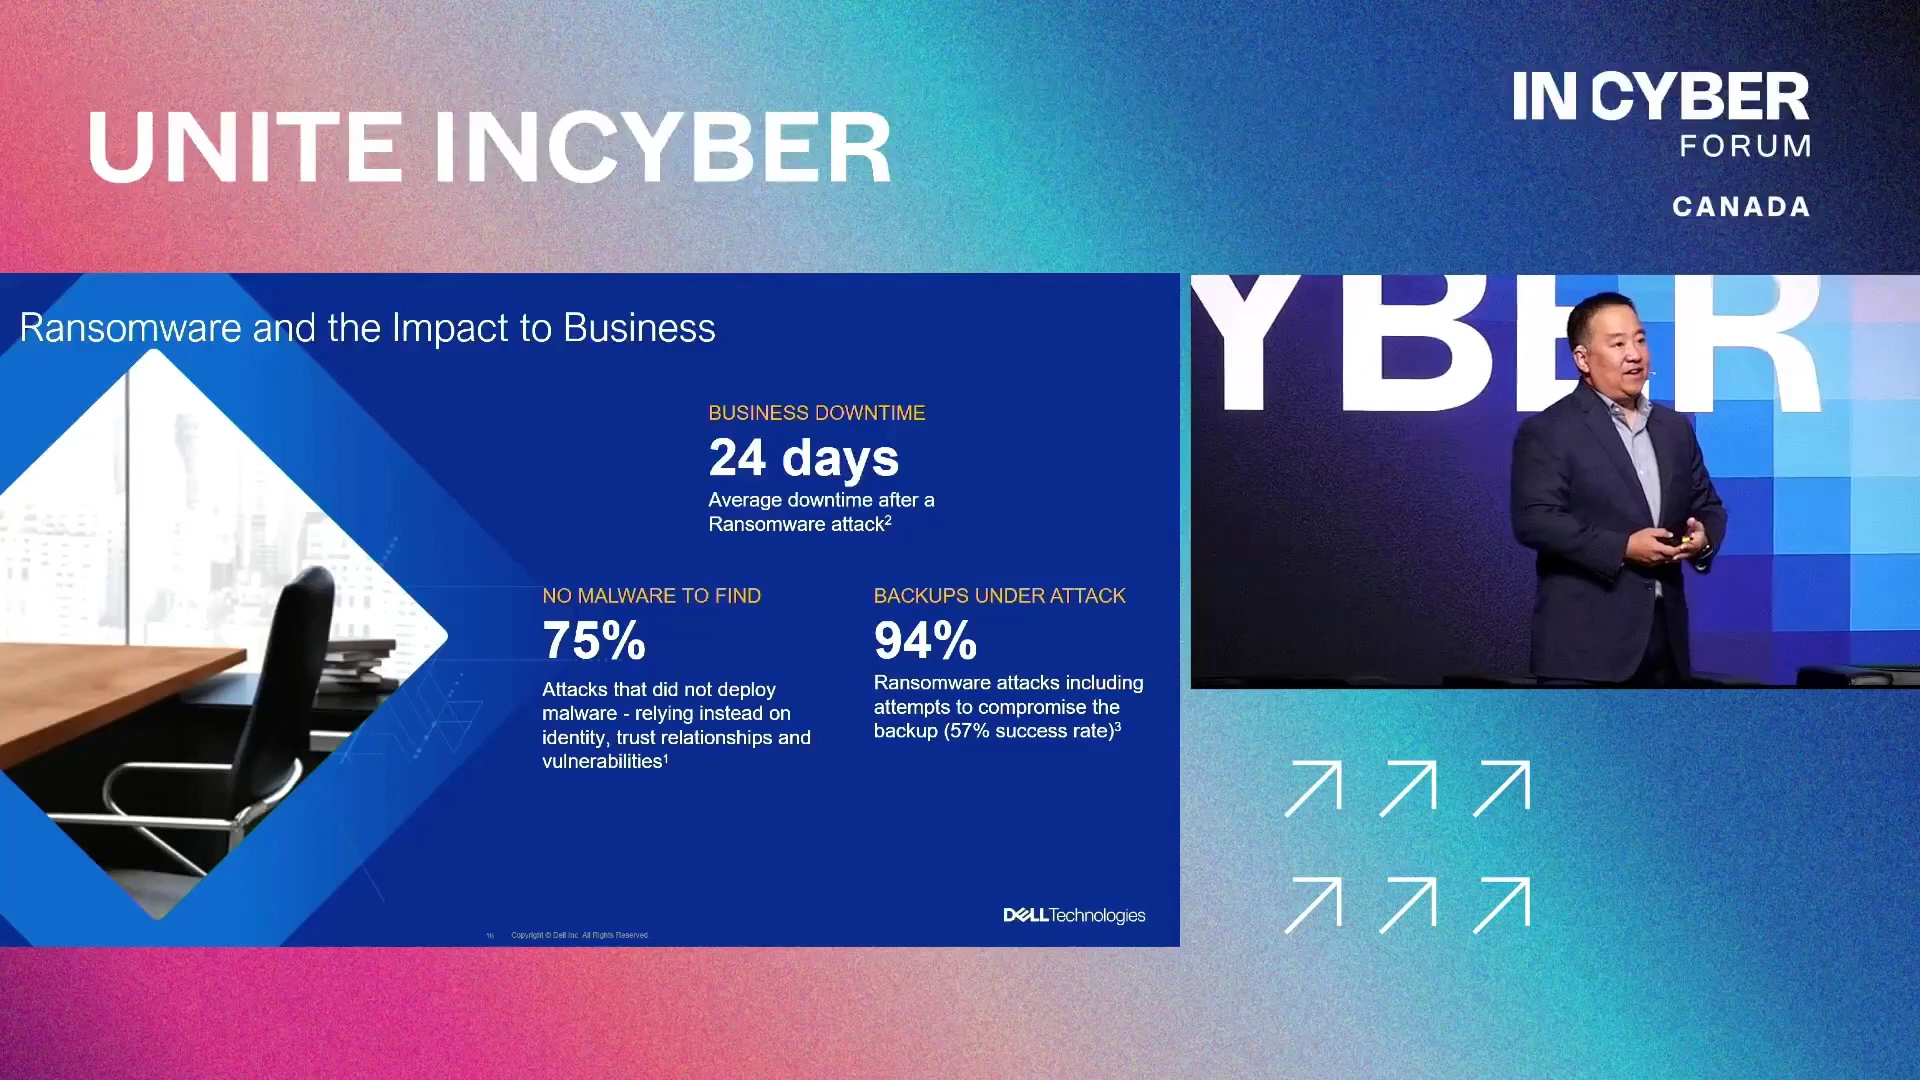 UNITE INCYBER
IN CYBER
FORUM
CANADA
Ransomware and the Impact to Business
BUSINESS DOWNTIME
24 days
Average downtime after a
Ransomware attack²
NO MALWARE TO FIND
75%
Attacks that did not deploy
malware - relying instead on
identity, trust relationships and
vulnerabilities¹
BACKUPS UNDER ATTACK
94%
Ransomware attacks including
attempts to compromise the
backup (57% success rate)³
16 Copyright © Dell Inc. All Rights Reserved.
DELLTechnologies
YBER